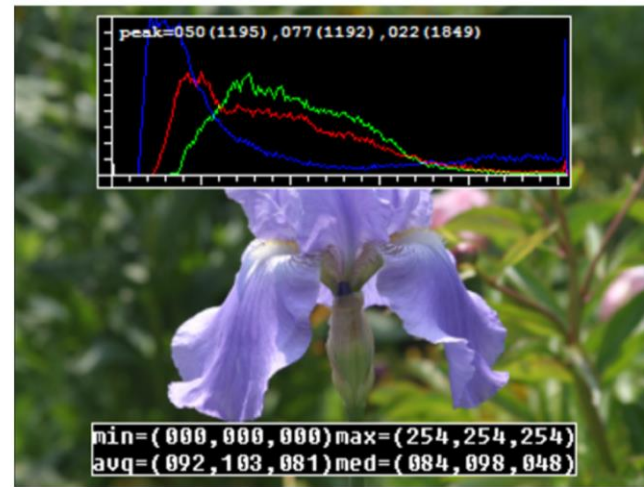 peak=050(1195),077(1192),022(1849)
min=(000,000,000)max=(254,254,254)
avg=(092,103,081)med=(084,098,048)